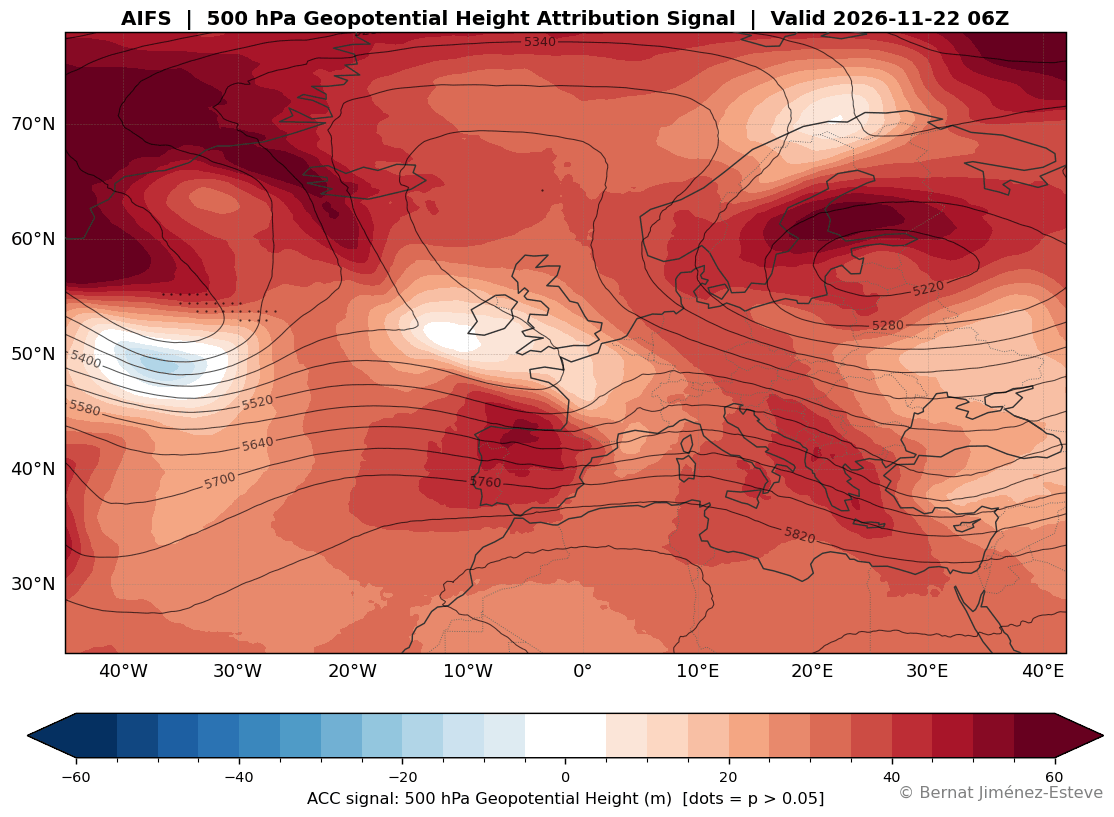 AIFS | 500 hPa Geopotential Height Attribution Signal | Valid 2026-11-22 06Z
5340
70°N
60°N
5220
5280
50°N
5400
5520
5580
5640
40°N
5700
5760
5820
30°N
40°W 30°W 20°W 10°W 0° 10°E 20°E 30°E 40°E
−60 −40 −20 0 20 40 60
ACC signal: 500 hPa Geopotential Height (m) [dots = p > 0.05]
© Bernat Jiménez-Esteve